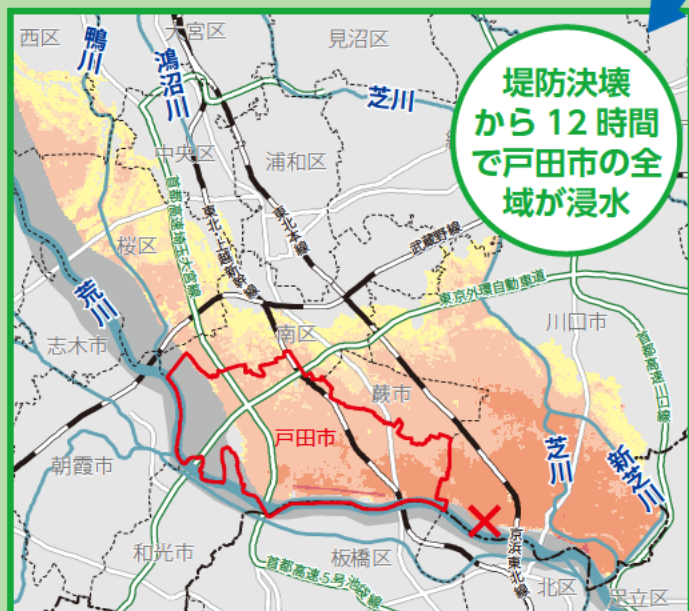 堤防決壊
から12時間
で戸田市の全
域が浸水
西区
大宮区
見沼区
鴨川
鴻沼川
芝川
中央区
浦和区
首都高速埼玉大宮線
東北・上越新幹線
東北本線
武蔵野線
桜区
東京外環自動車道
荒川
南区
川口市
志木市
蕨市
首都高速川口線
戸田市
芝川
新芝川
朝霞市
和光市
板橋区
京浜東北線
首都高速5号池袋線
北区
足立区